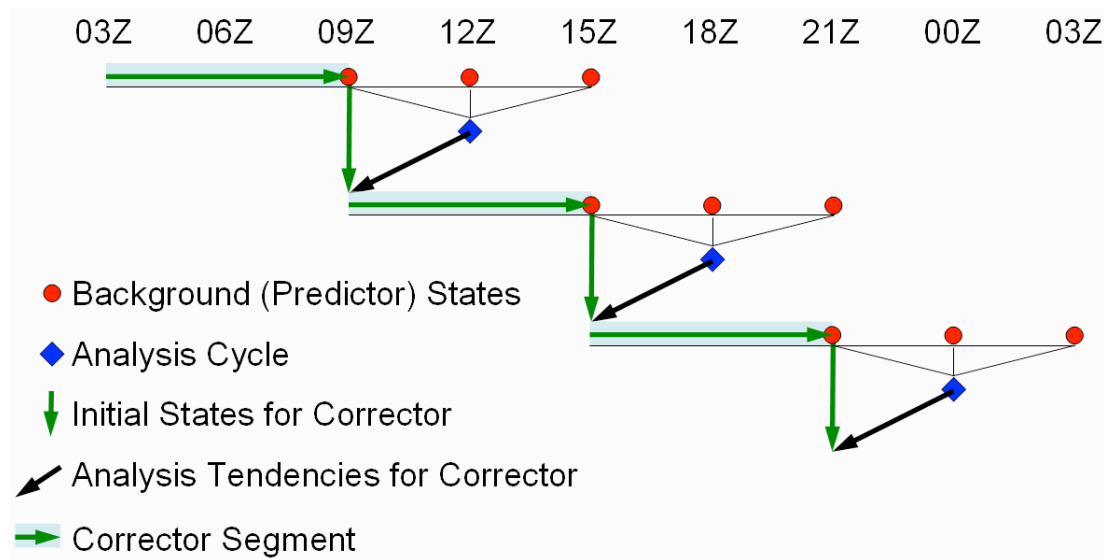 03Z 06Z 09Z 12Z 15Z 18Z 21Z 00Z 03Z
Background (Predictor) States
Analysis Cycle
Initial States for Corrector
Analysis Tendencies for Corrector
Corrector Segment